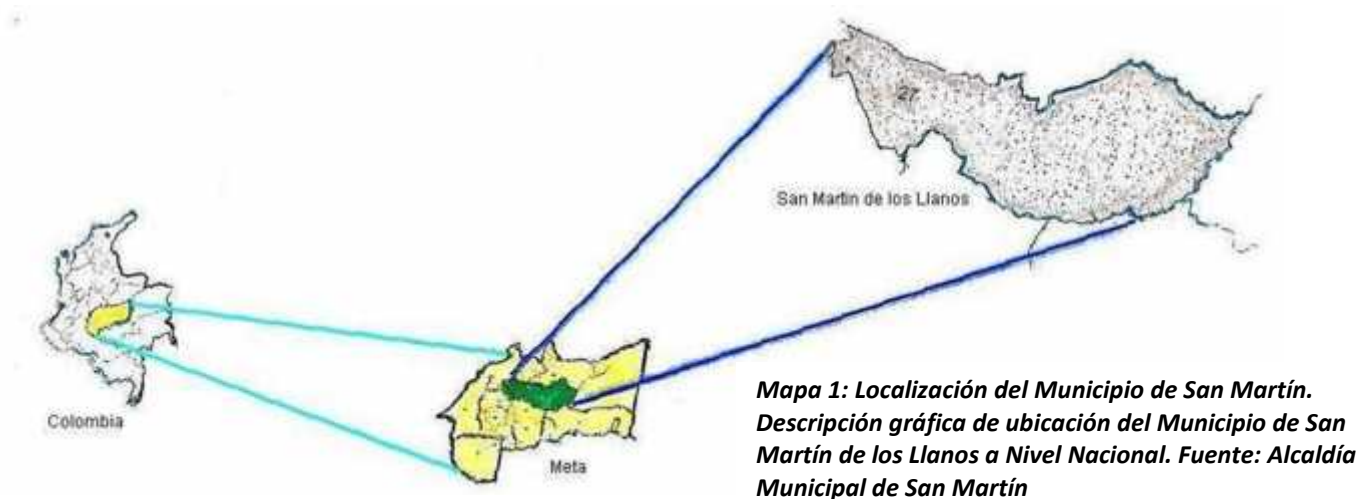 27
San Martin de los Llanos
Colombia
Meta
Mapa 1: Localización del Municipio de San Martín.
Descripción gráfica de ubicación del Municipio de San
Martín de los Llanos a Nivel Nacional. Fuente: Alcaldía
Municipal de San Martín